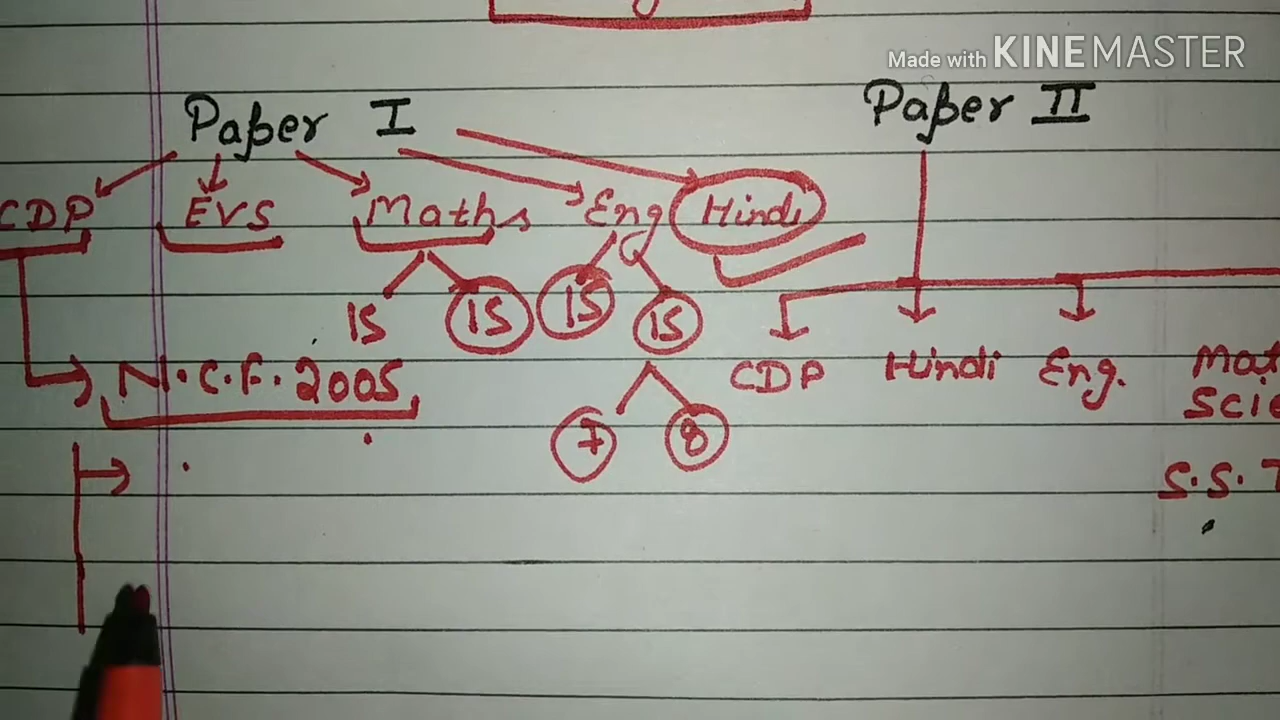 Made with KINEMASTER
Paper I Paper II
CDP EVS Maths Eng Hindi
15 15 15 15
N.C.F. 2005 CDP Hindi Eng.
7 8
S.S.